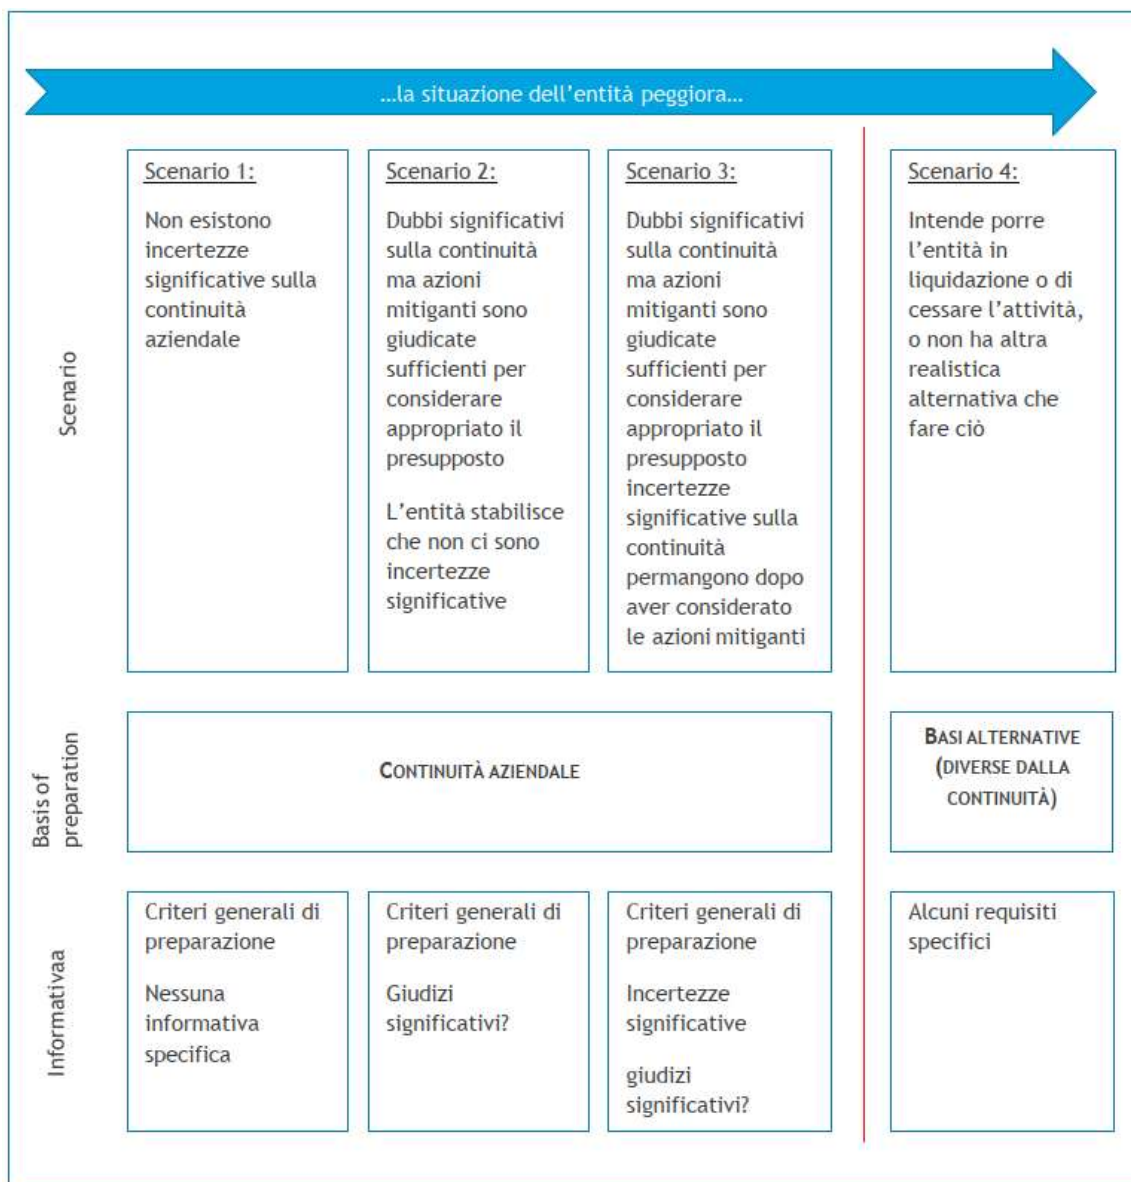 ...la situazione dell'entità peggiora...
Scenario
Scenario 1:
Non esistono
incertezze
significative sulla
continuità
aziendale
Scenario 2:
Dubbi significativi
sulla continuità
ma azioni
mitiganti sono
giudicate
sufficienti per
considerare
appropriato il
presupposto
L'entità stabilisce
che non ci sono
incertezze
significative
Scenario 3:
Dubbi significativi
sulla continuità
ma azioni
mitiganti sono
giudicate
sufficienti per
considerare
appropriato il
presupposto
incertezze
significative sulla
continuità
permangono dopo
aver considerato
le azioni mitiganti
Scenario 4:
Intende porre
l'entità in
liquidazione o di
cessare l'attività,
o non ha altra
realistica
alternativa che
fare ciò
Basis of
preparation
CONTINUITÀ AZIENDALE
BASI ALTERNATIVE
(DIVERSE DALLA
CONTINUITÀ)
Informativaa
Criteri generali di
preparazione
Nessuna
informativa
specifica
Criteri generali di
preparazione
Giudizi
significativi?
Criteri generali di
preparazione
Incertezze
significative
giudizi
significativi?
Alcuni requisiti
specifici